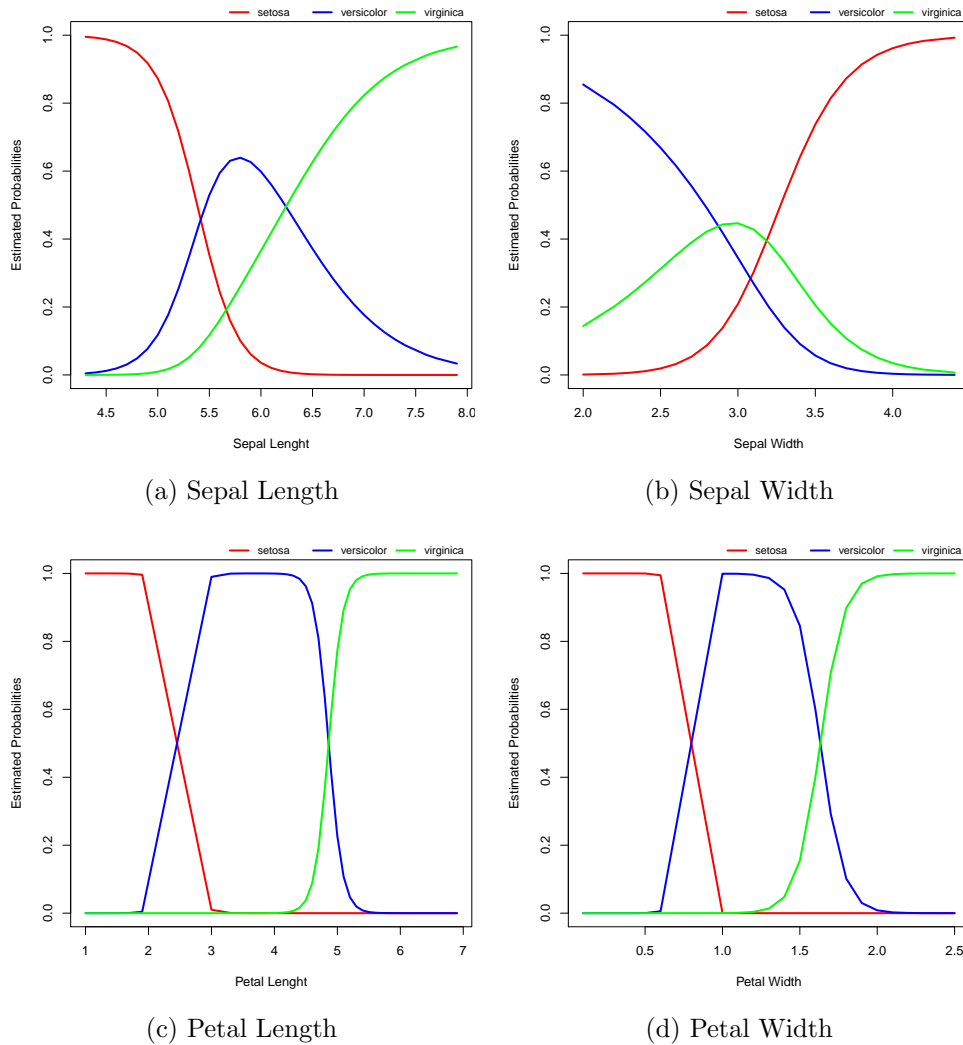 setosa versicolor virginica
Estimated Probabilities
1.0
0.8
0.6
0.4
0.2
0.0
4.5 5.0 5.5 6.0 6.5 7.0 7.5 8.0
Sepal Lenght
(a) Sepal Length
setosa versicolor virginica
Estimated Probabilities
1.0
0.8
0.6
0.4
0.2
0.0
2.0 2.5 3.0 3.5 4.0
Sepal Width
(b) Sepal Width
setosa versicolor virginica
Estimated Probabilities
1.0
0.8
0.6
0.4
0.2
0.0
1 2 3 4 5 6 7
Petal Lenght
(c) Petal Length
setosa versicolor virginica
Estimated Probabilities
1.0
0.8
0.6
0.4
0.2
0.0
0.5 1.0 1.5 2.0 2.5
Petal Width
(d) Petal Width